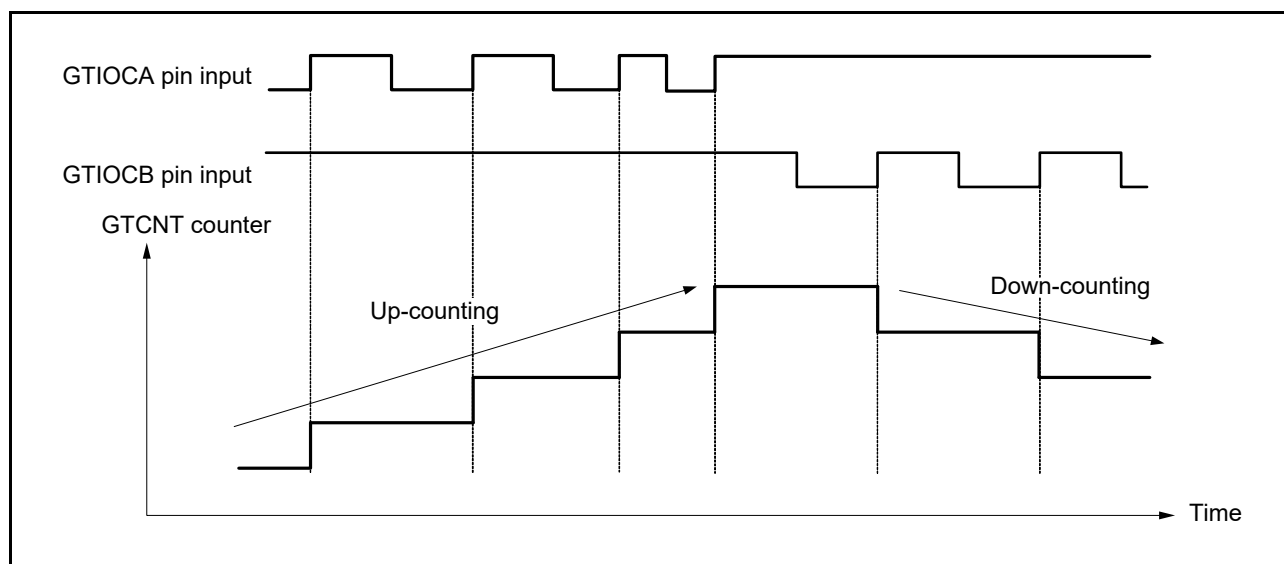 GTIOCA pin input
GTIOCB pin input
GTCNT counter
Up-counting
Down-counting
Time